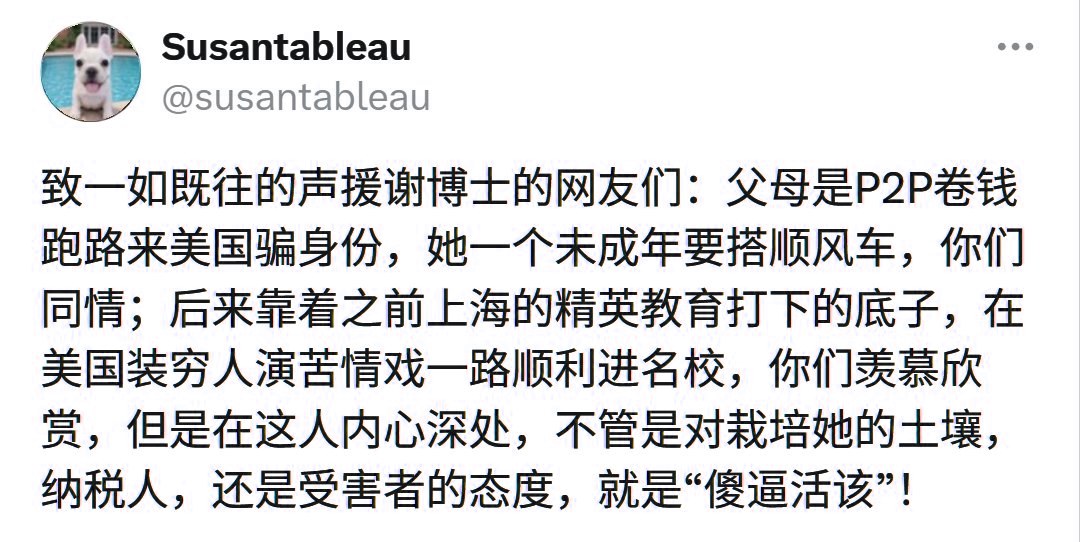 Susantableau
@susantableau
致一如既往的声援谢博士的网友们：父母是P2P卷钱
跑路来美国骗身份，她一个未成年要搭顺风车，你们
同情；后来靠着之前上海的精英教育打下的底子，在
美国装穷人演苦情戏一路顺利进名校，你们羡慕欣
赏，但是在这人内心深处，不管是对栽培她的土壤，
纳税人，还是受害者的态度，就是“傻逼活该”！